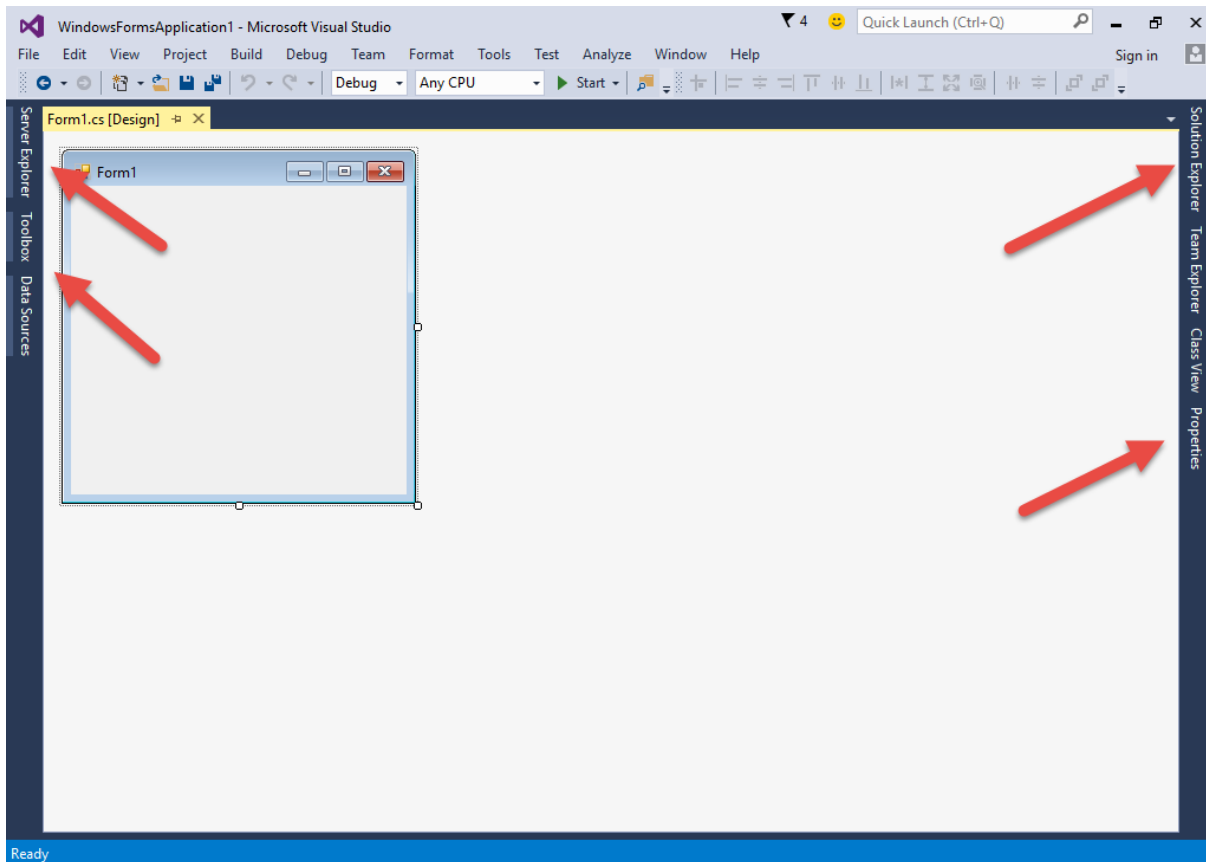 WindowsFormsApplication1 - Microsoft Visual Studio
4
Quick Launch (Ctrl+Q)
File Edit View Project Build Debug Team Format Tools Test Analyze Window Help
Sign in
Debug Any CPU Start
Form1.cs [Design]
Form1
Server Explorer
Toolbox
Data Sources
Solution Explorer
Team Explorer
Class View
Properties
Ready